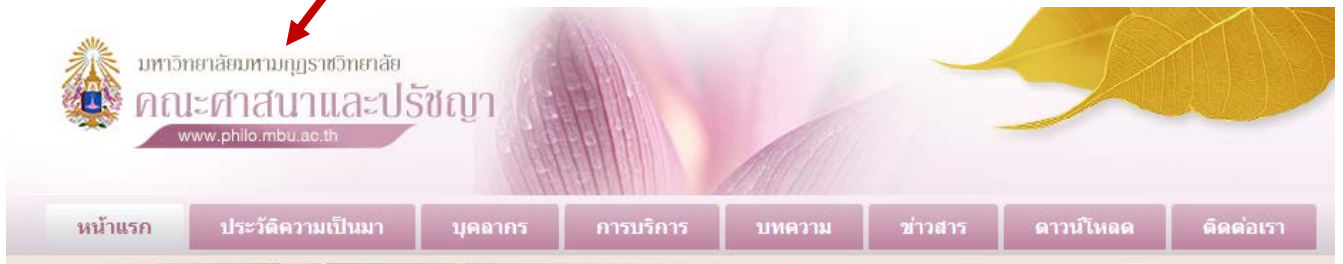 มหาวิทยาลัยมหามกุฏราชวิทยาลัย
คณะศาสนาและปรัชญา
www.philo.mbu.ac.th
หน้าแรก ประวัติความเป็นมา บุคลากร การบริการ บทความ ข่าวสาร ดาวน์โหลด ติดต่อเรา